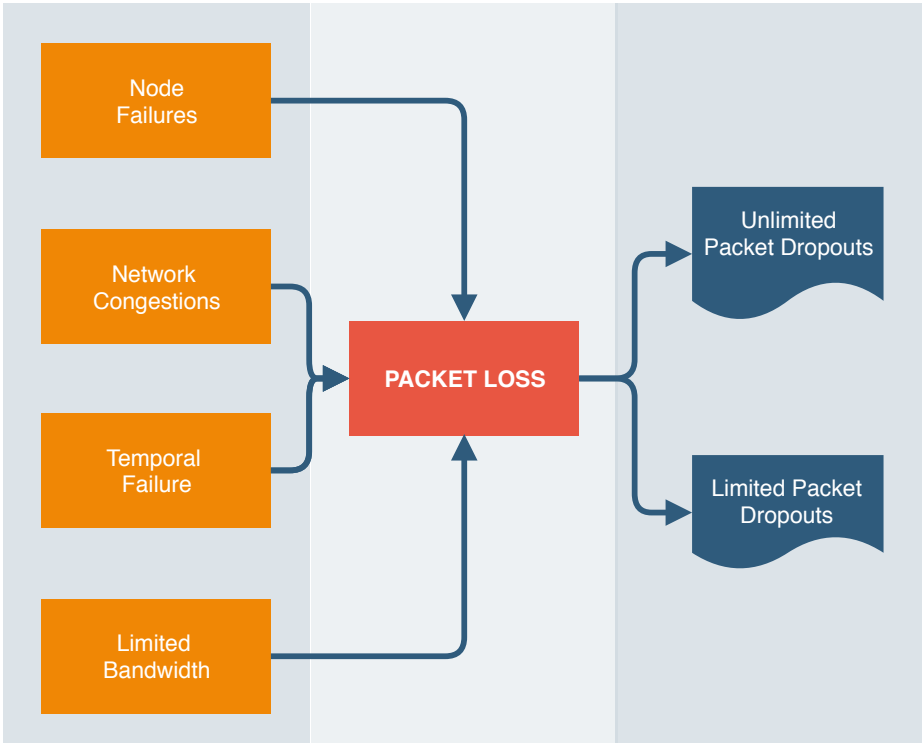 Node
Failures
Network
Congestions
Temporal
Failure
Limited
Bandwidth
PACKET LOSS
Unlimited
Packet Dropouts
Limited Packet
Dropouts